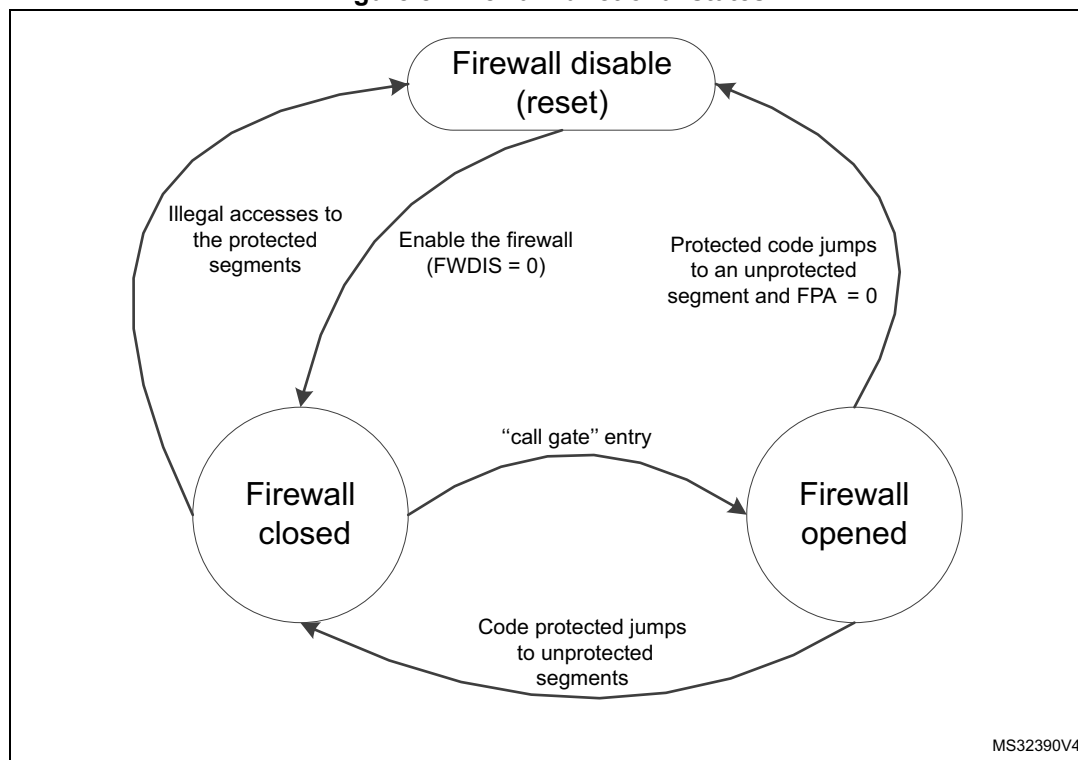 Firewall disable
(reset)
Illegal accesses to
the protected
segments
Enable the firewall
(FWDIS = 0)
Protected code jumps
to an unprotected
segment and FPA  = 0
“call gate” entry
Firewall
closed
Firewall
opened
Code protected jumps
to unprotected
segments
MS32390V4